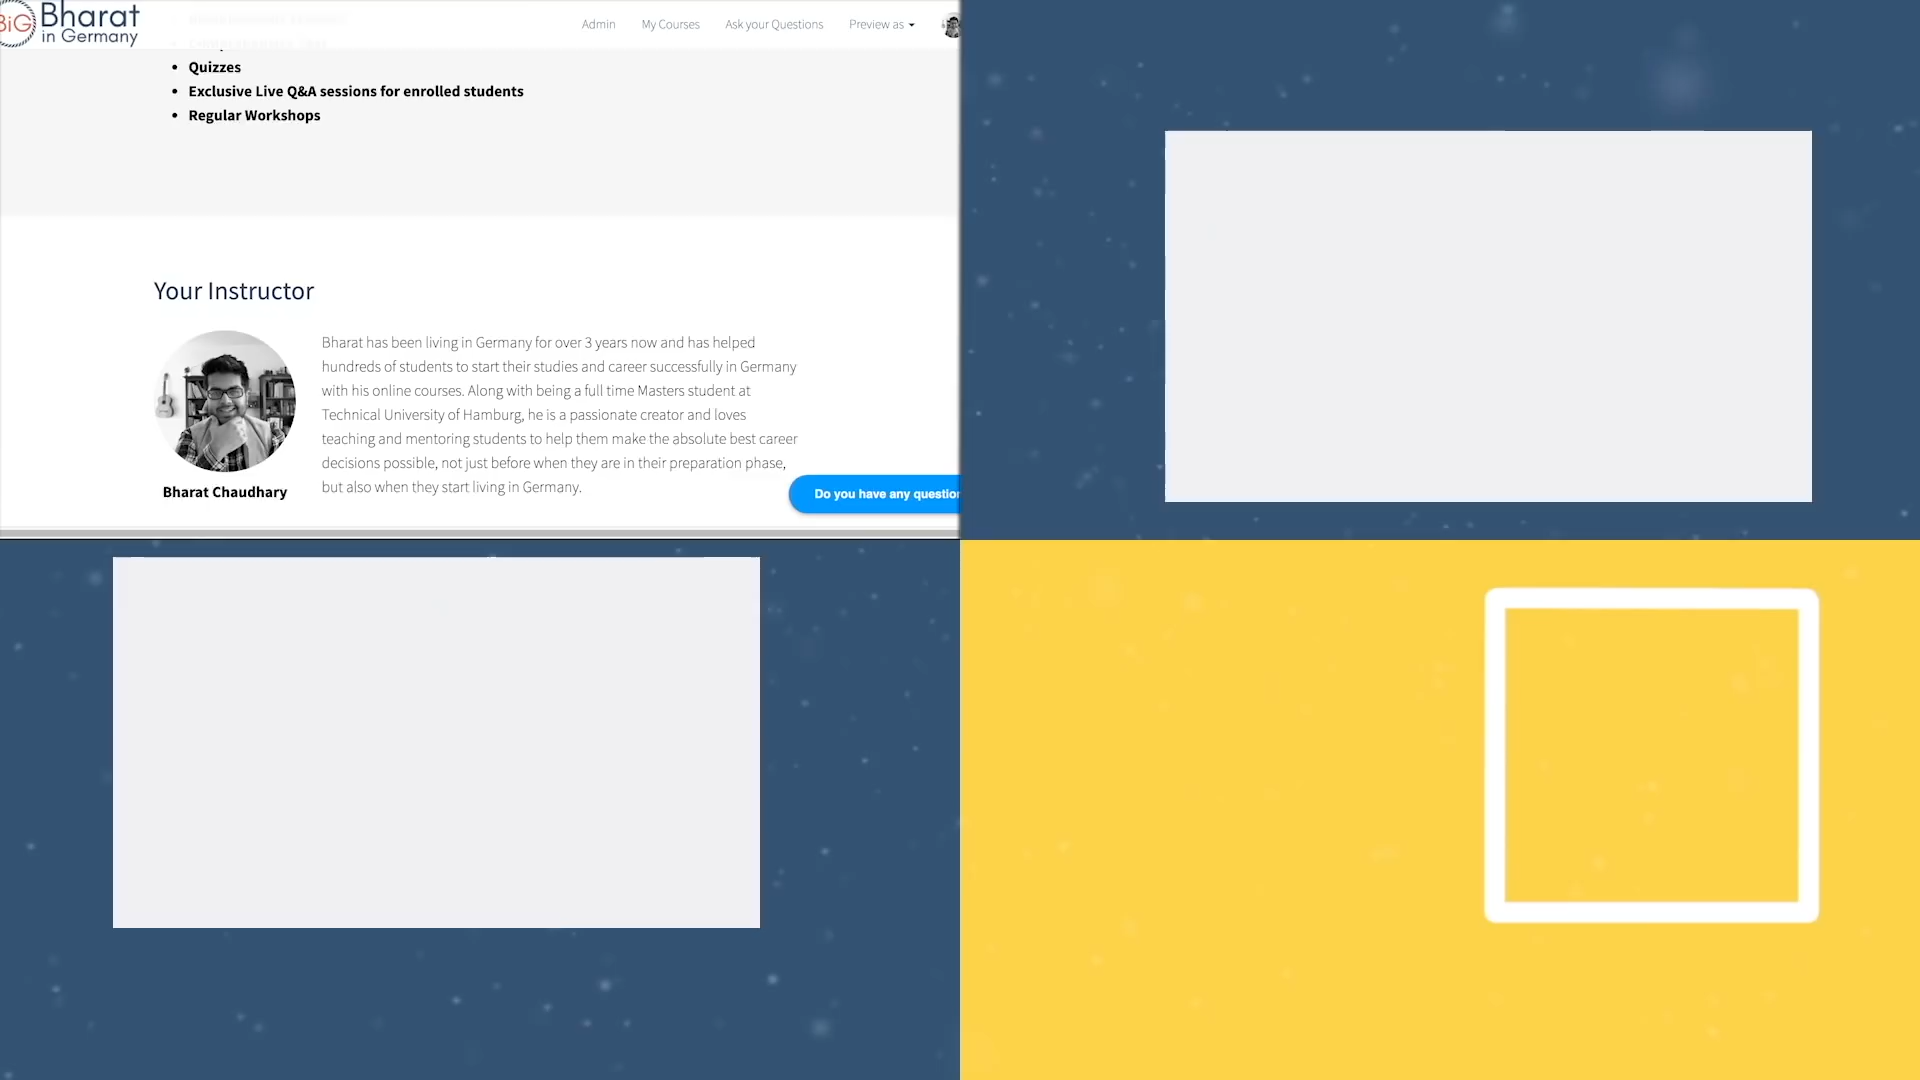 BiG Bharat
in Germany
Admin My Courses Ask your Questions Preview as
Quizzes
Exclusive Live Q&A sessions for enrolled students
Regular Workshops
Your Instructor
Bharat has been living in Germany for over 3 years now and has helped
hundreds of students to start their studies and career successfully in Germany
with his online courses. Along with being a full time Masters student at
Technical University of Hamburg, he is a passionate creator and loves
teaching and mentoring students to help them make the absolute best career
decisions possible, not just before when they are in their preparation phase,
but also when they start living in Germany.
Bharat Chaudhary
Do you have any question